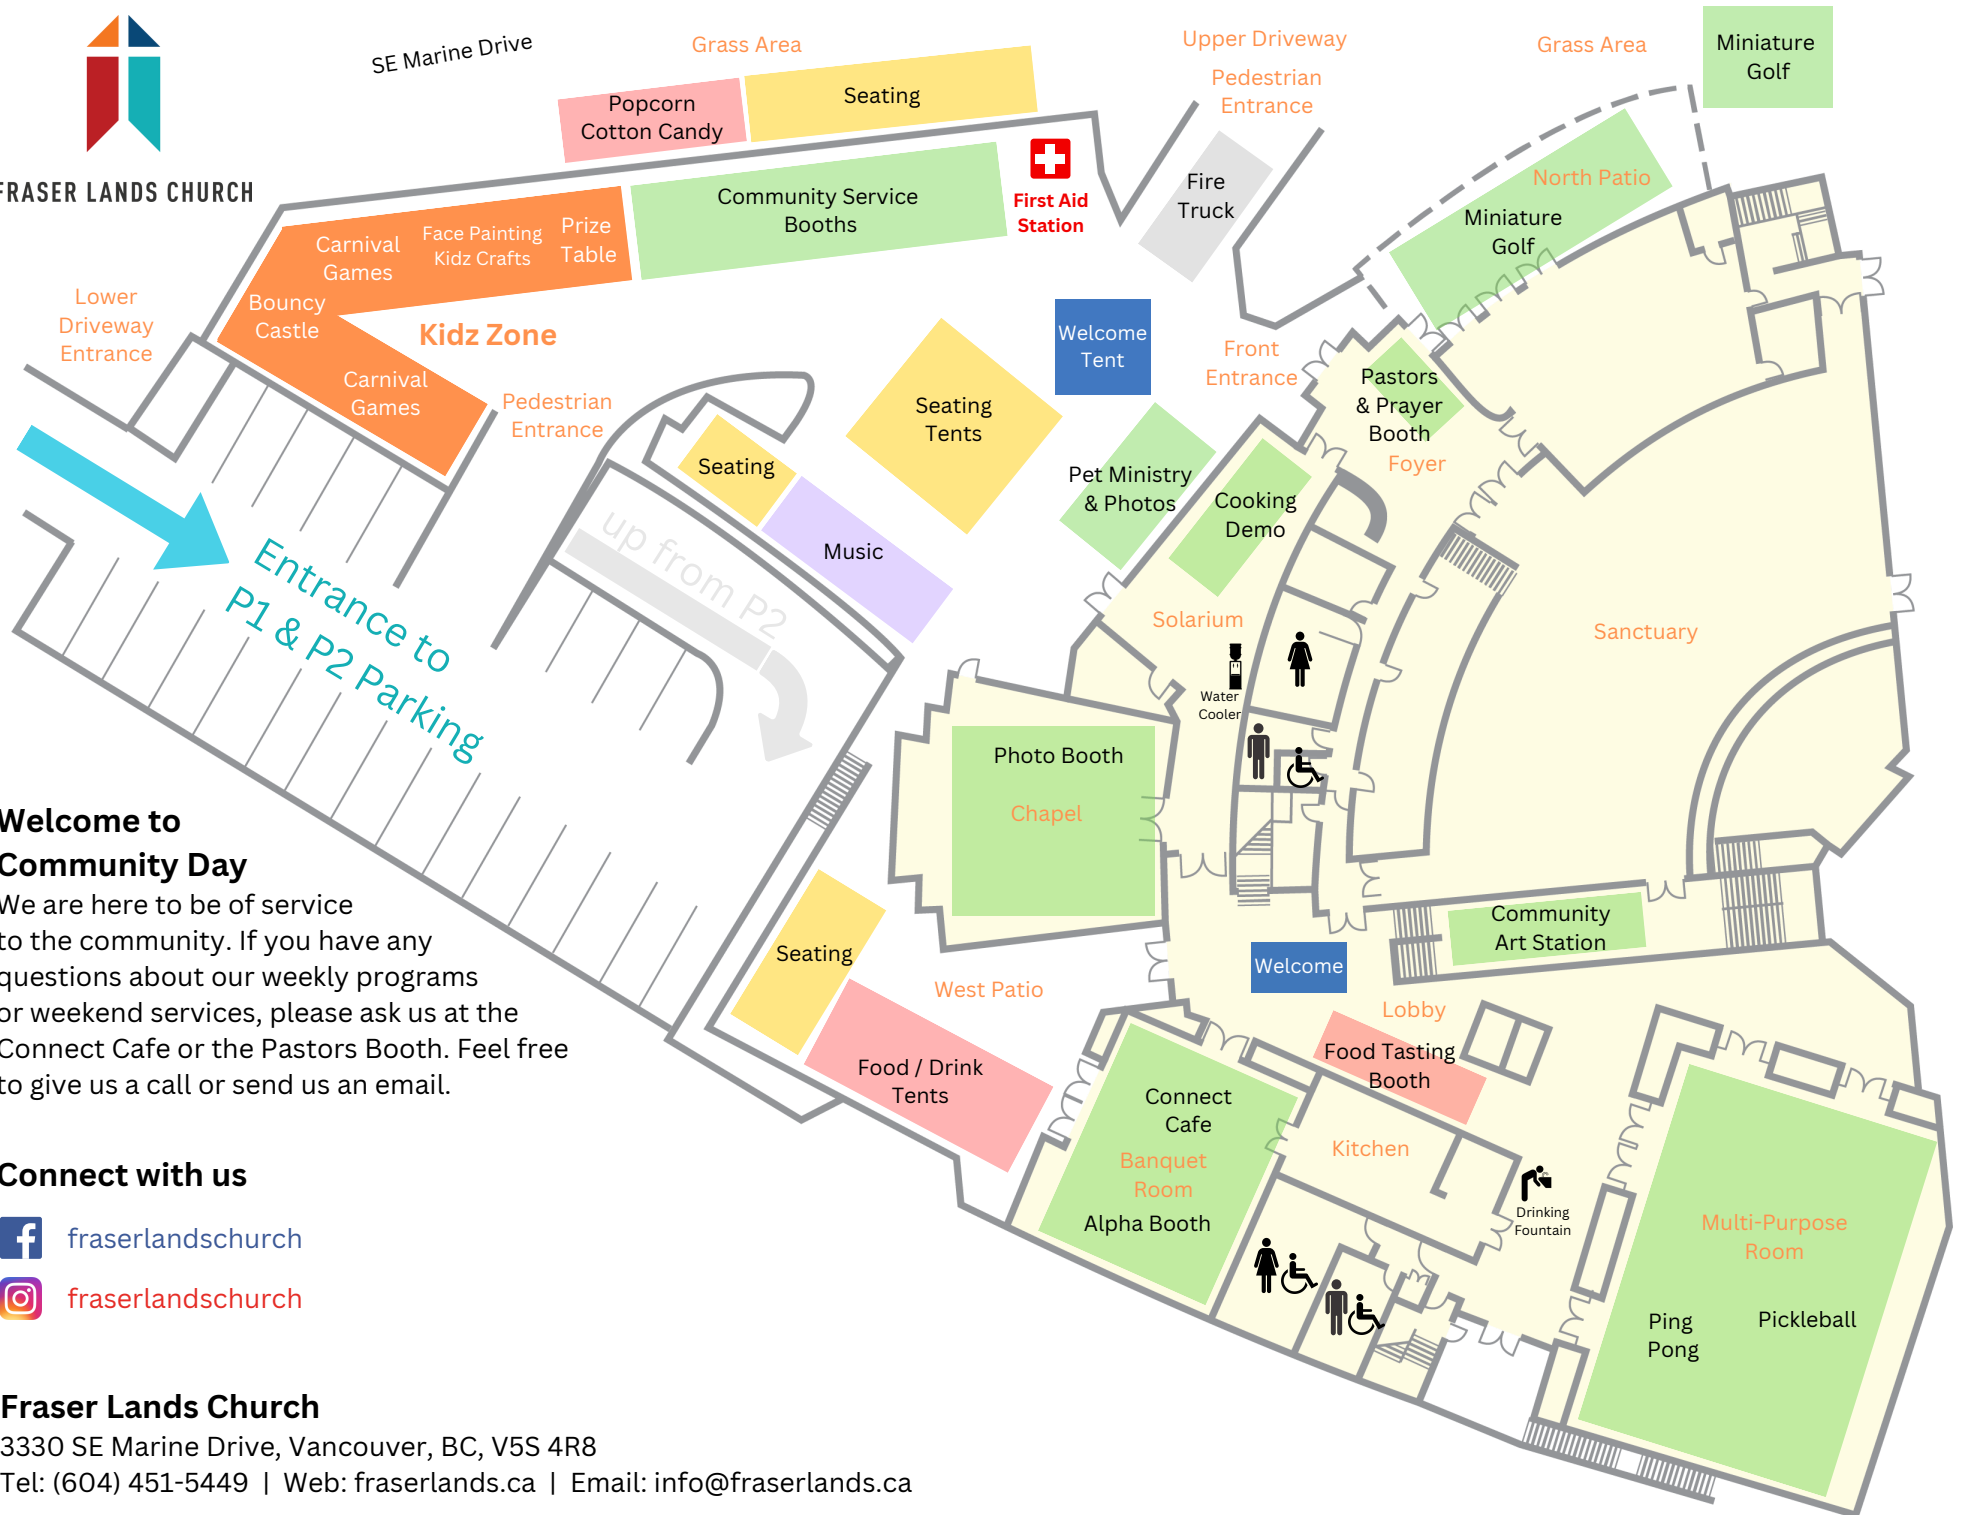 FRASER LANDS CHURCH
SE Marine Drive
Grass Area
Popcorn
Cotton Candy
Seating
Upper Driveway
Pedestrian
Entrance
Grass Area
Miniature
Golf
Community Service
Booths
First Aid
Station
Fire
Truck
North Patio
Miniature
Golf
Carnival
Games
Face Painting
Kidz Crafts
Prize
Table
Bouncy
Castle
Kidz Zone
Carnival
Games
Lower
Driveway
Entrance
Pedestrian
Entrance
Welcome
Tent
Front
Entrance
Seating
Tents
Pastors
& Prayer
Booth
Foyer
Seating
Music
Pet Ministry
& Photos
Cooking
Demo
up from P2
Entrance to
P1 & P2 Parking
Solarium
Water
Cooler
Sanctuary
Photo Booth
Chapel
Welcome to
Community Day
We are here to be of service
to the community. If you have any
questions about our weekly programs
or weekend services, please ask us at the
Connect Cafe or the Pastors Booth. Feel free
to give us a call or send us an email.
Seating
West Patio
Food / Drink
Tents
Welcome
Community
Art Station
Lobby
Food Tasting
Booth
Connect
Cafe
Banquet
Room
Alpha Booth
Kitchen
Drinking
Fountain
Multi-Purpose
Room
Ping
Pong
Pickleball
Connect with us
fraserlandschurch
fraserlandschurch
Fraser Lands Church
3330 SE Marine Drive, Vancouver, BC, V5S 4R8
Tel: (604) 451-5449 | Web: fraserlands.ca | Email: info@fraserlands.ca